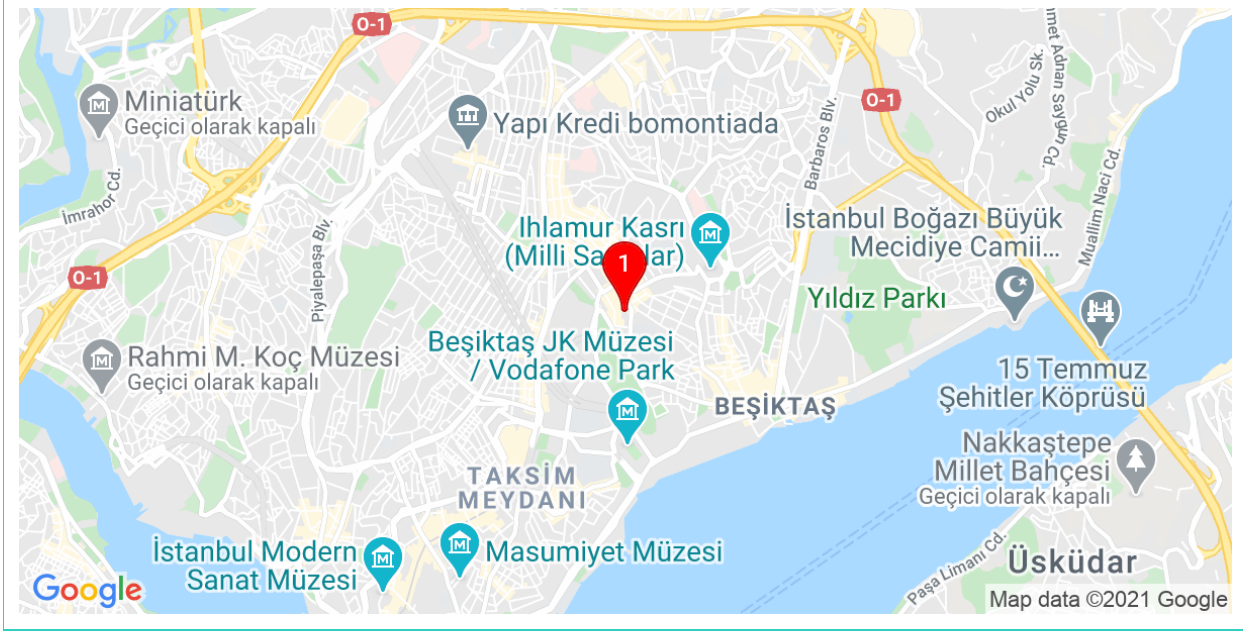 O-1
Miniatürk
Geçici olarak kapalı
Yapı Kredi bomontiada
O-1
Okul Yolu Sk.
Adnan Saygun Cd.
Barbaros Blv.
Muallim Naci Cd.
İmrahor Cd.
Piyalepaşa Blv.
Ihlamur Kasrı
(Milli Sa lar)
1
İstanbul Boğazı Büyük
Mecidiye Camii...
O-1
Yıldız Parkı
Rahmi M. Koç Müzesi
Geçici olarak kapalı
Beşiktaş JK Müzesi
/ Vodafone Park
15 Temmuz
Şehitler Köprüsü
BEŞİKTAŞ
Nakkaştepe
Millet Bahçesi
Geçici olarak kapalı
TAKSİM
MEYDANI
İstanbul Modern
Sanat Müzesi
Masumiyet Müzesi
Paşa Limanı Cd.
Üsküdar
Google
Map data ©2021 Google